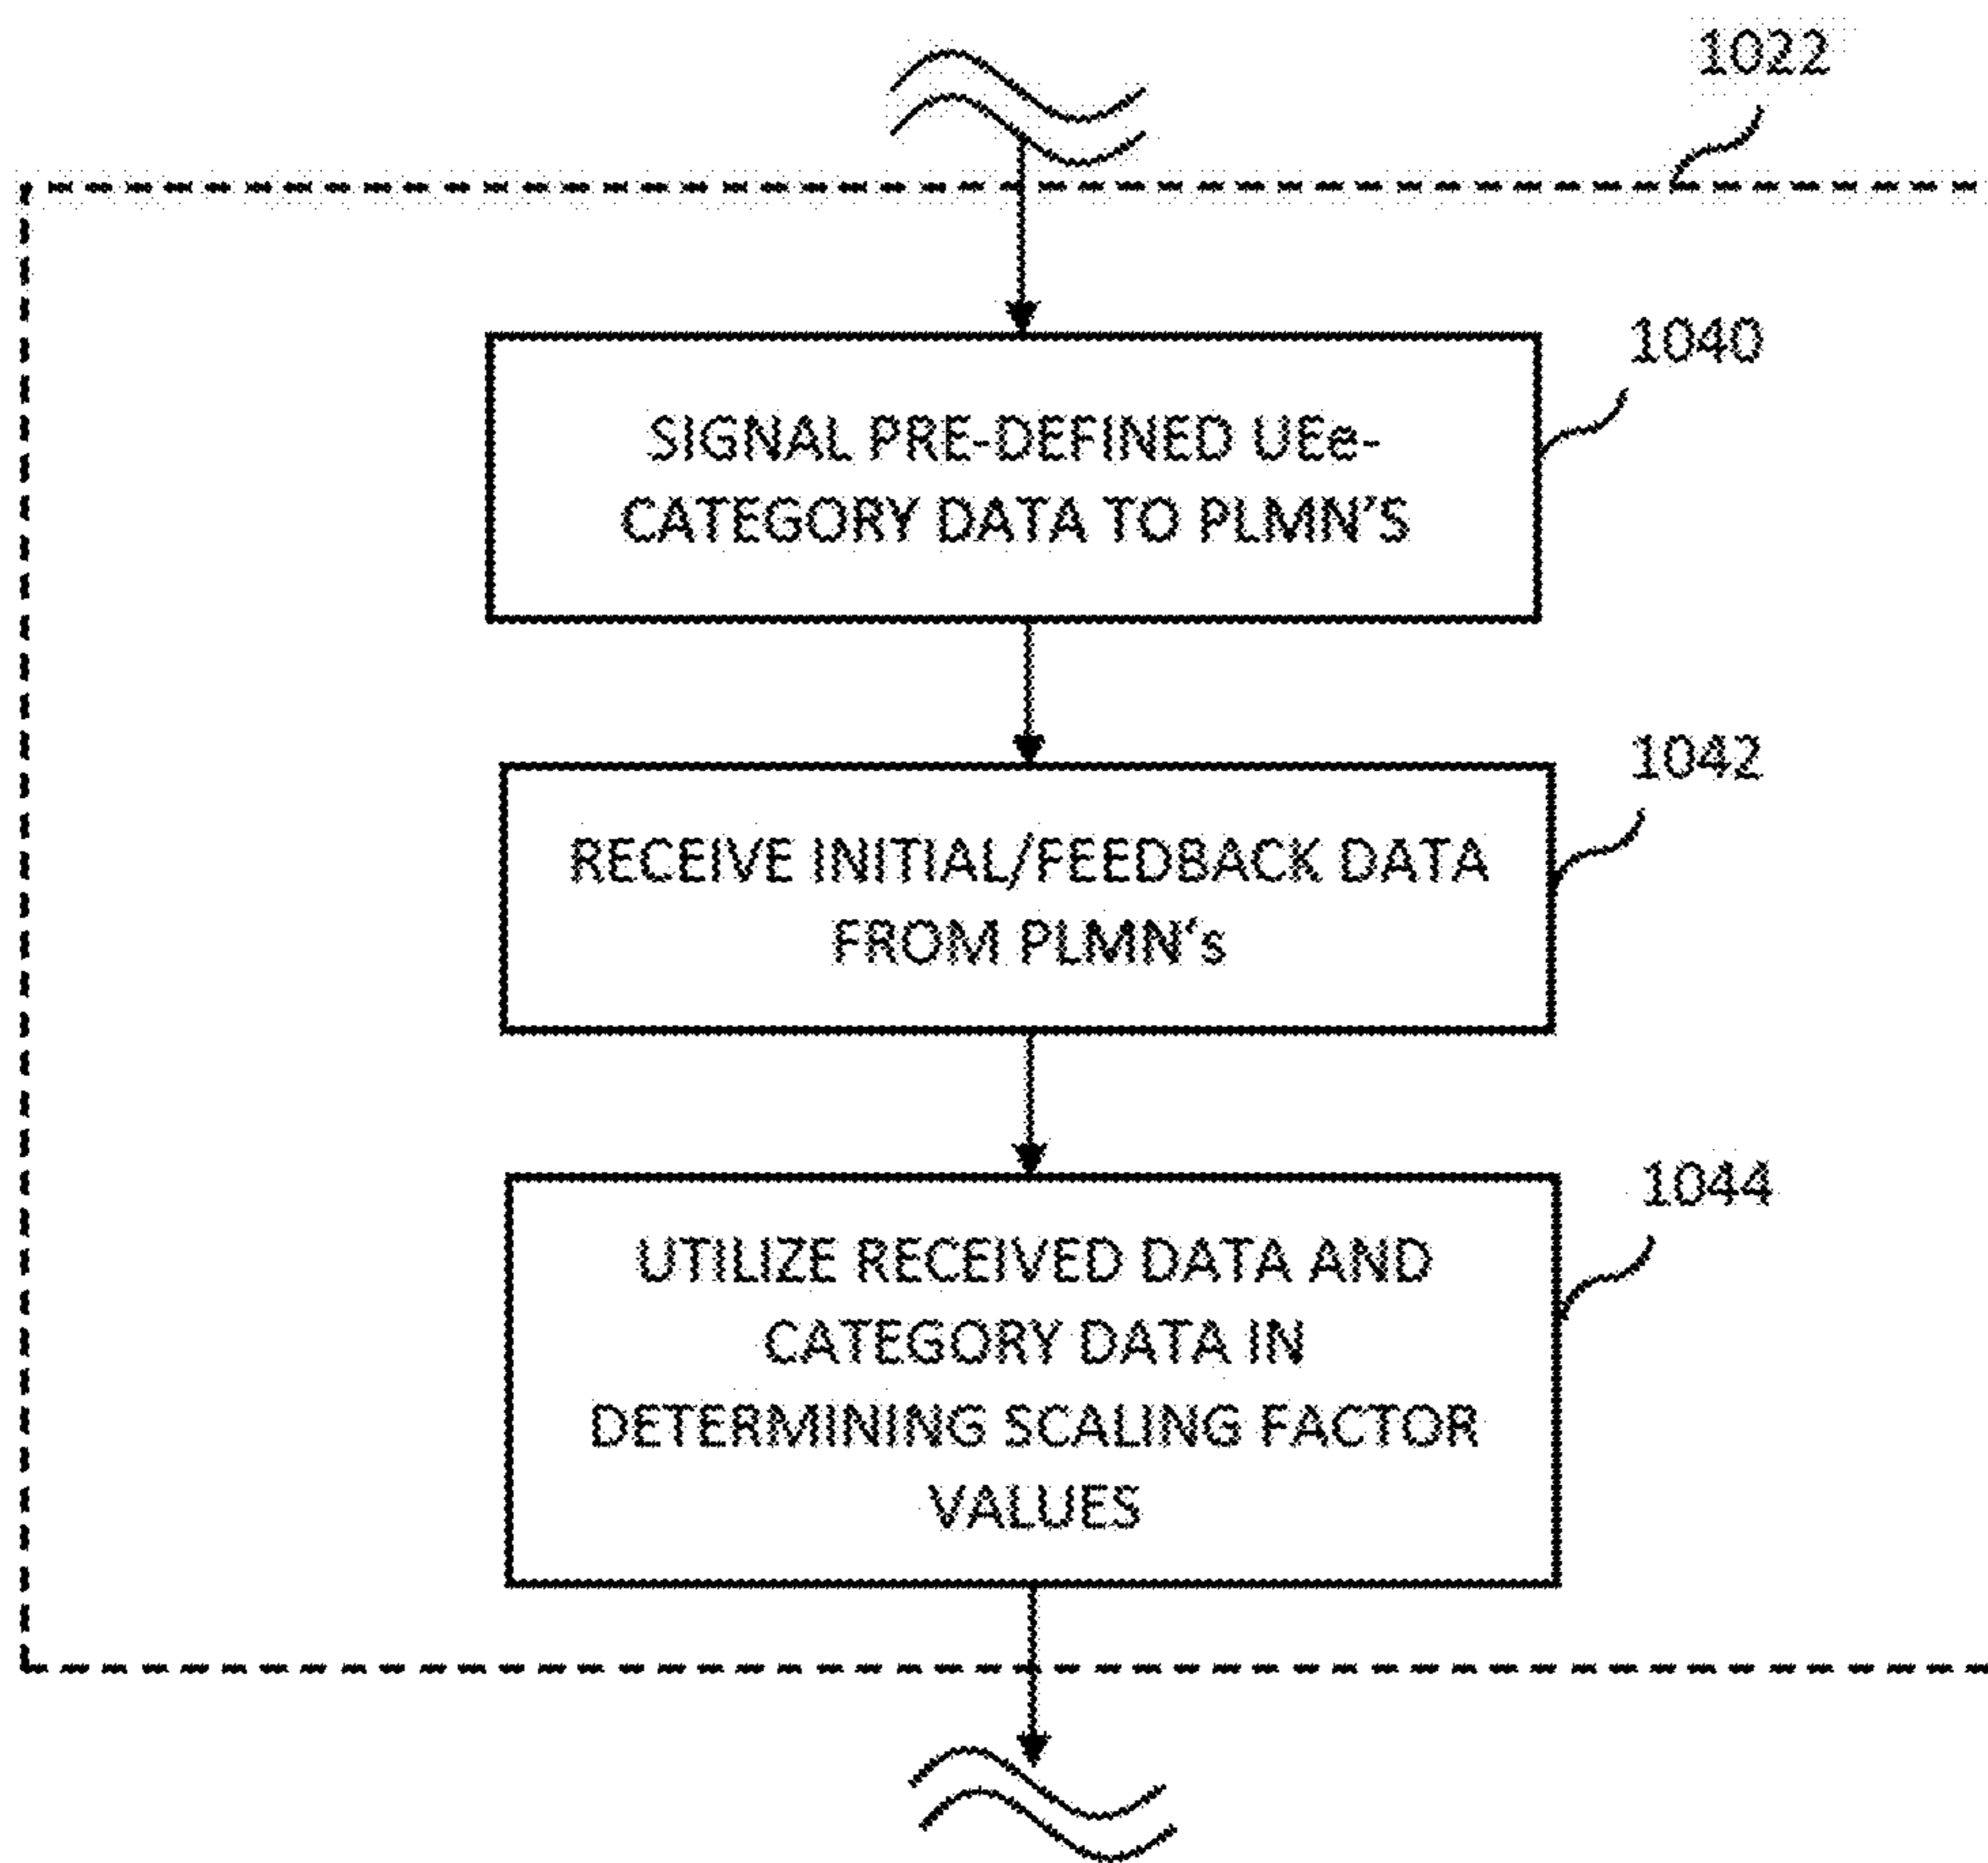 1022
1040
SIGNAL PRE-DEFINED UEe-
CATEGORY DATA TO PLMN'S
1042
RECEIVE INITIAL/FEEDBACK DATA
FROM PLMN‘s
1044
UTILIZE RECEIVED DATA AND
CATEGORY DATA IN
DETERMINING SCALING FACTOR
VALUES